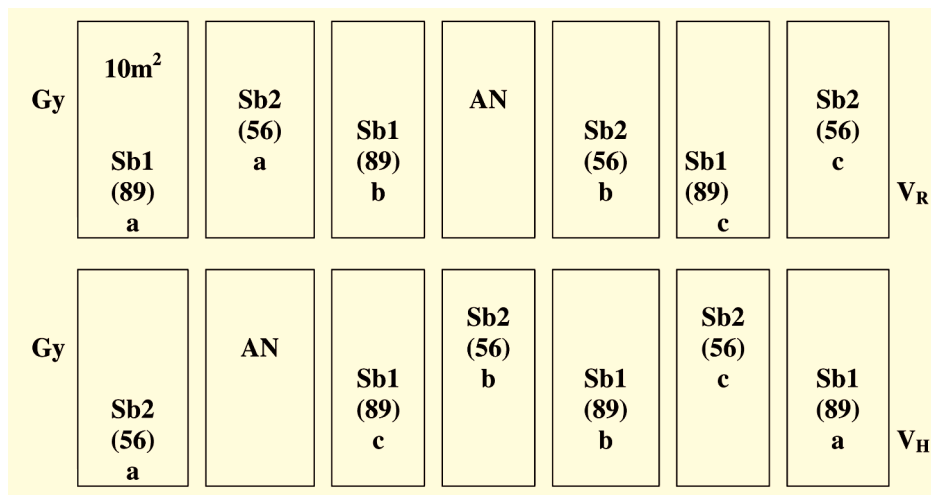 10m²
Gy
Sb1
(89)
a
Sb2
(56)
a
Sb1
(89)
b
AN
Sb2
(56)
b
Sb1
(89)
c
Sb2
(56)
c
V_R
Gy
Sb2
(56)
a
AN
Sb1
(89)
c
Sb2
(56)
b
Sb1
(89)
b
Sb2
(56)
c
Sb1
(89)
a
V_H